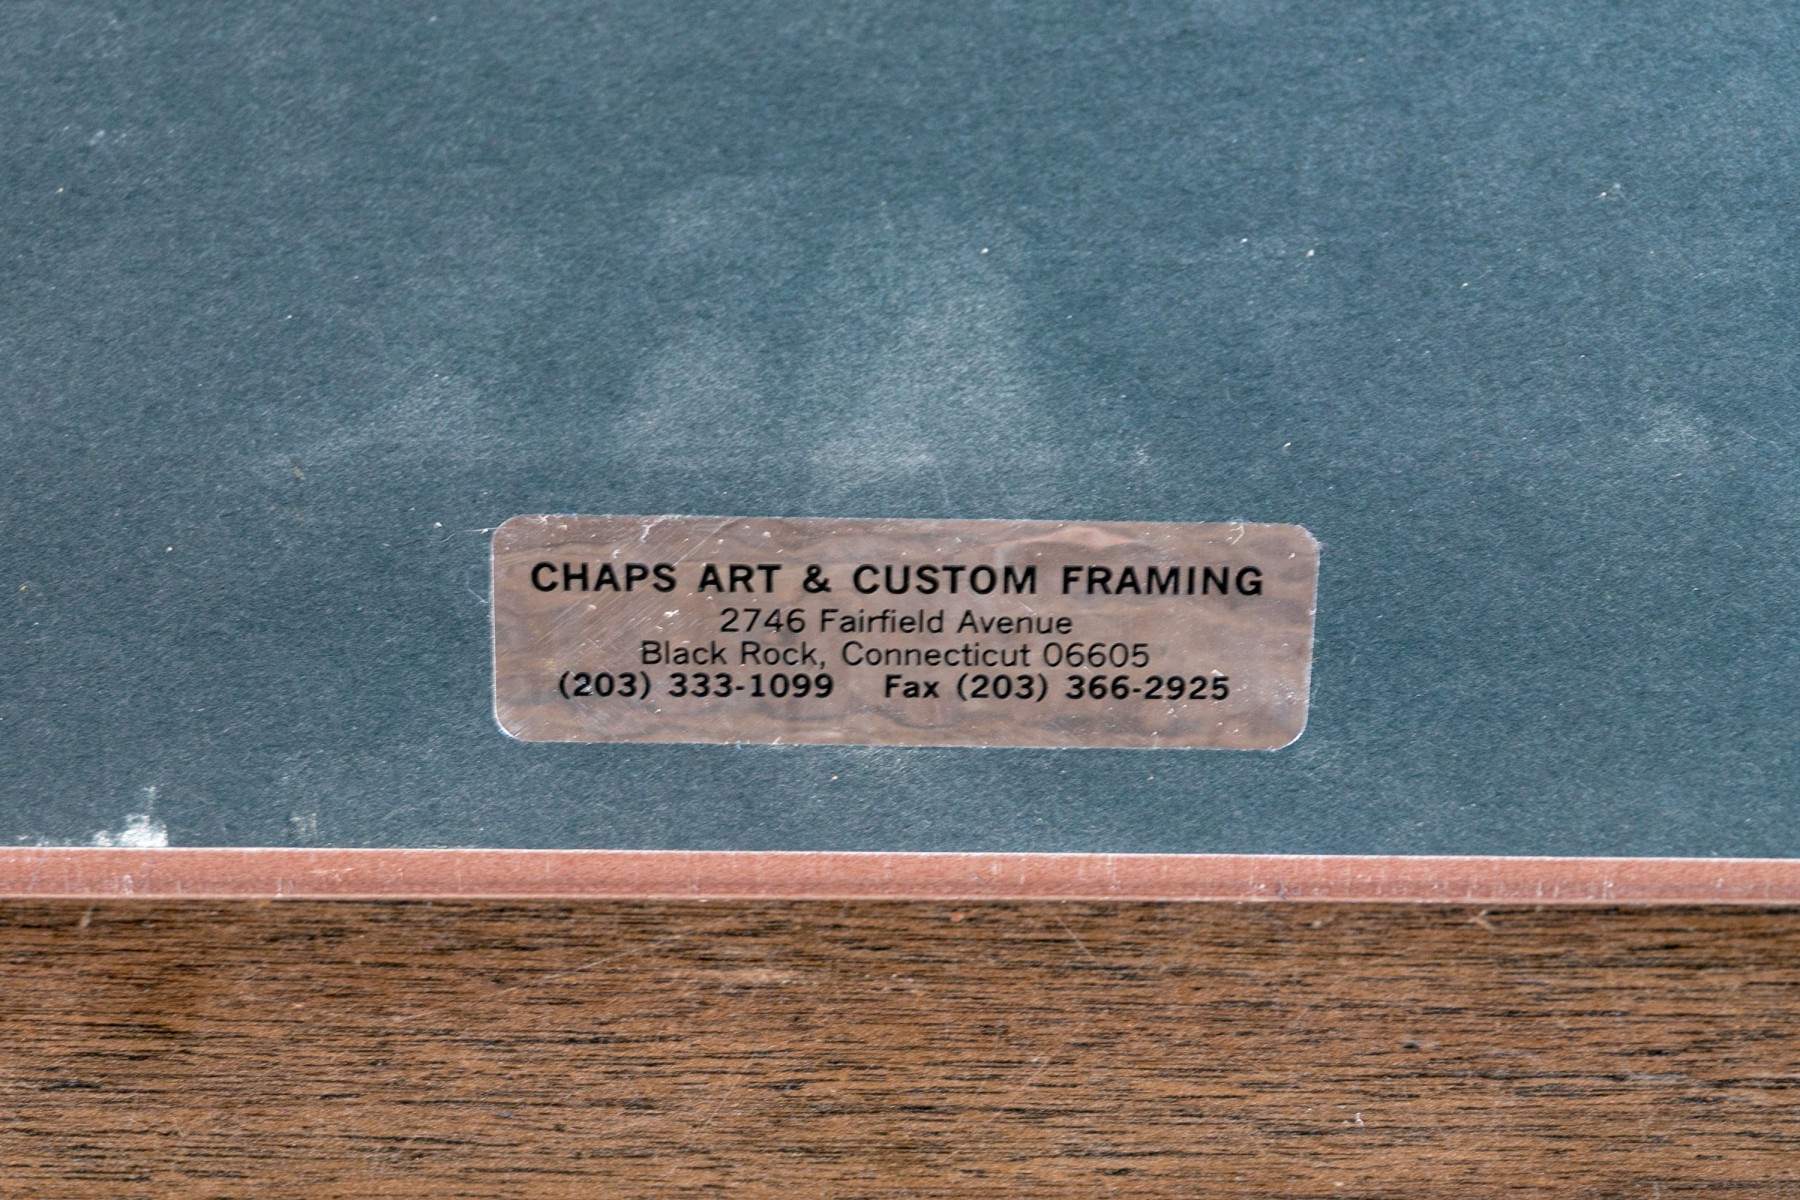 CHAPS ART & CUSTOM FRAMING
2746 Fairfield Avenue
Black Rock, Connecticut 06605
(203) 333-1099 Fax (203) 366-2925